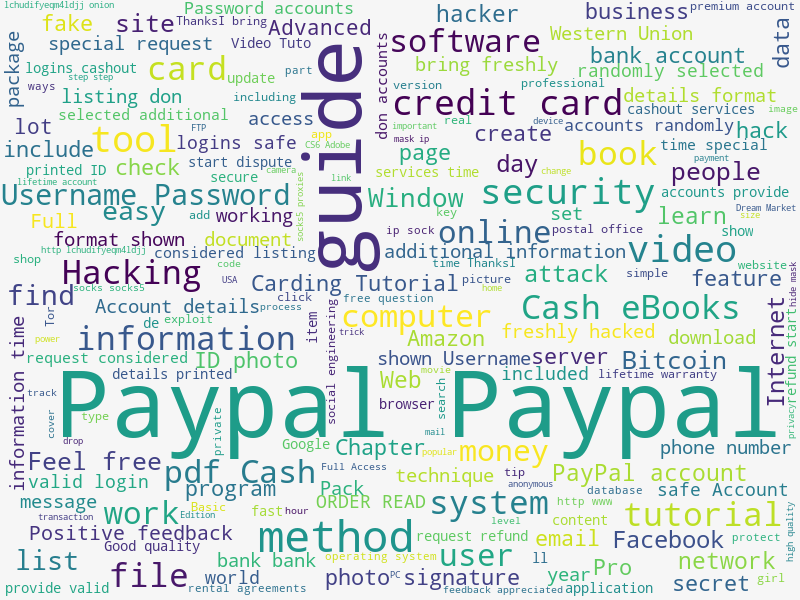 lchudifyeqm4ldjj onion
Password accounts
ThanksI bring
Advanced
hacker
business
premium account
fake
site
special request
Video Tuto
software
Western Union
data
package
logins cashout
step step
card
update
part
don accounts
bring freshly
bank account
randomly selected
ways
listing don
including
version
professional
details format
cashout services
image
selected additional
guide
credit card
lot
tool
FTP
access
app
CS6 Adobe
important
real
device
accounts randomly
hack
include
logins safe
mask ip
create
book
time special
printed ID
check
start dispute
page
day
payment
people
secure
camera
link
services time
change
accounts provide
lifetime account
Username Password
socks5 proxies
Window
security
Dream Market
size
Full
easy
add
working
key
set
learn
show
format shown
document
ip sock
online
postal office
video
http lchudifyeqm4ldjj
considered listing
additional information
website
hide mask
shop
Hacking
code
time ThanksI
attack
simple
feature
socks socks5
USA
Carding Tutorial
picture
home
find
Account details
process
click
free question
Cash eBooks
Internet
refund start
Tor
de
exploit
item
social engineering
computer
power
information
trick
Amazon
freshly hacked
download
information time
request considered
ID photo
shown Username
server
Bitcoin
details printed
Web
movie
included
lifetime warranty
track
browser
search
privacy
Paypal Paypal
cover
type
private
mail
drop
Google
Chapter
money
phone number
Feel free
pdf Cash
Full Access
popular
tip
anonymous
technique
PayPal account
valid login
program
Pack
database
safe Account
message
Basic
fast
hour
ORDER READ
system
http www
tutorial
high quality
transaction
work
Edition
level
content
protect
Positive feedback
method
request refund
email
Facebook
Good quality
operating system
user
ll
list
bank bank
world
photo
PC
signature
year
Pro
network
provide valid
file
rental agreements
feedback appreciated
application
secret
girl